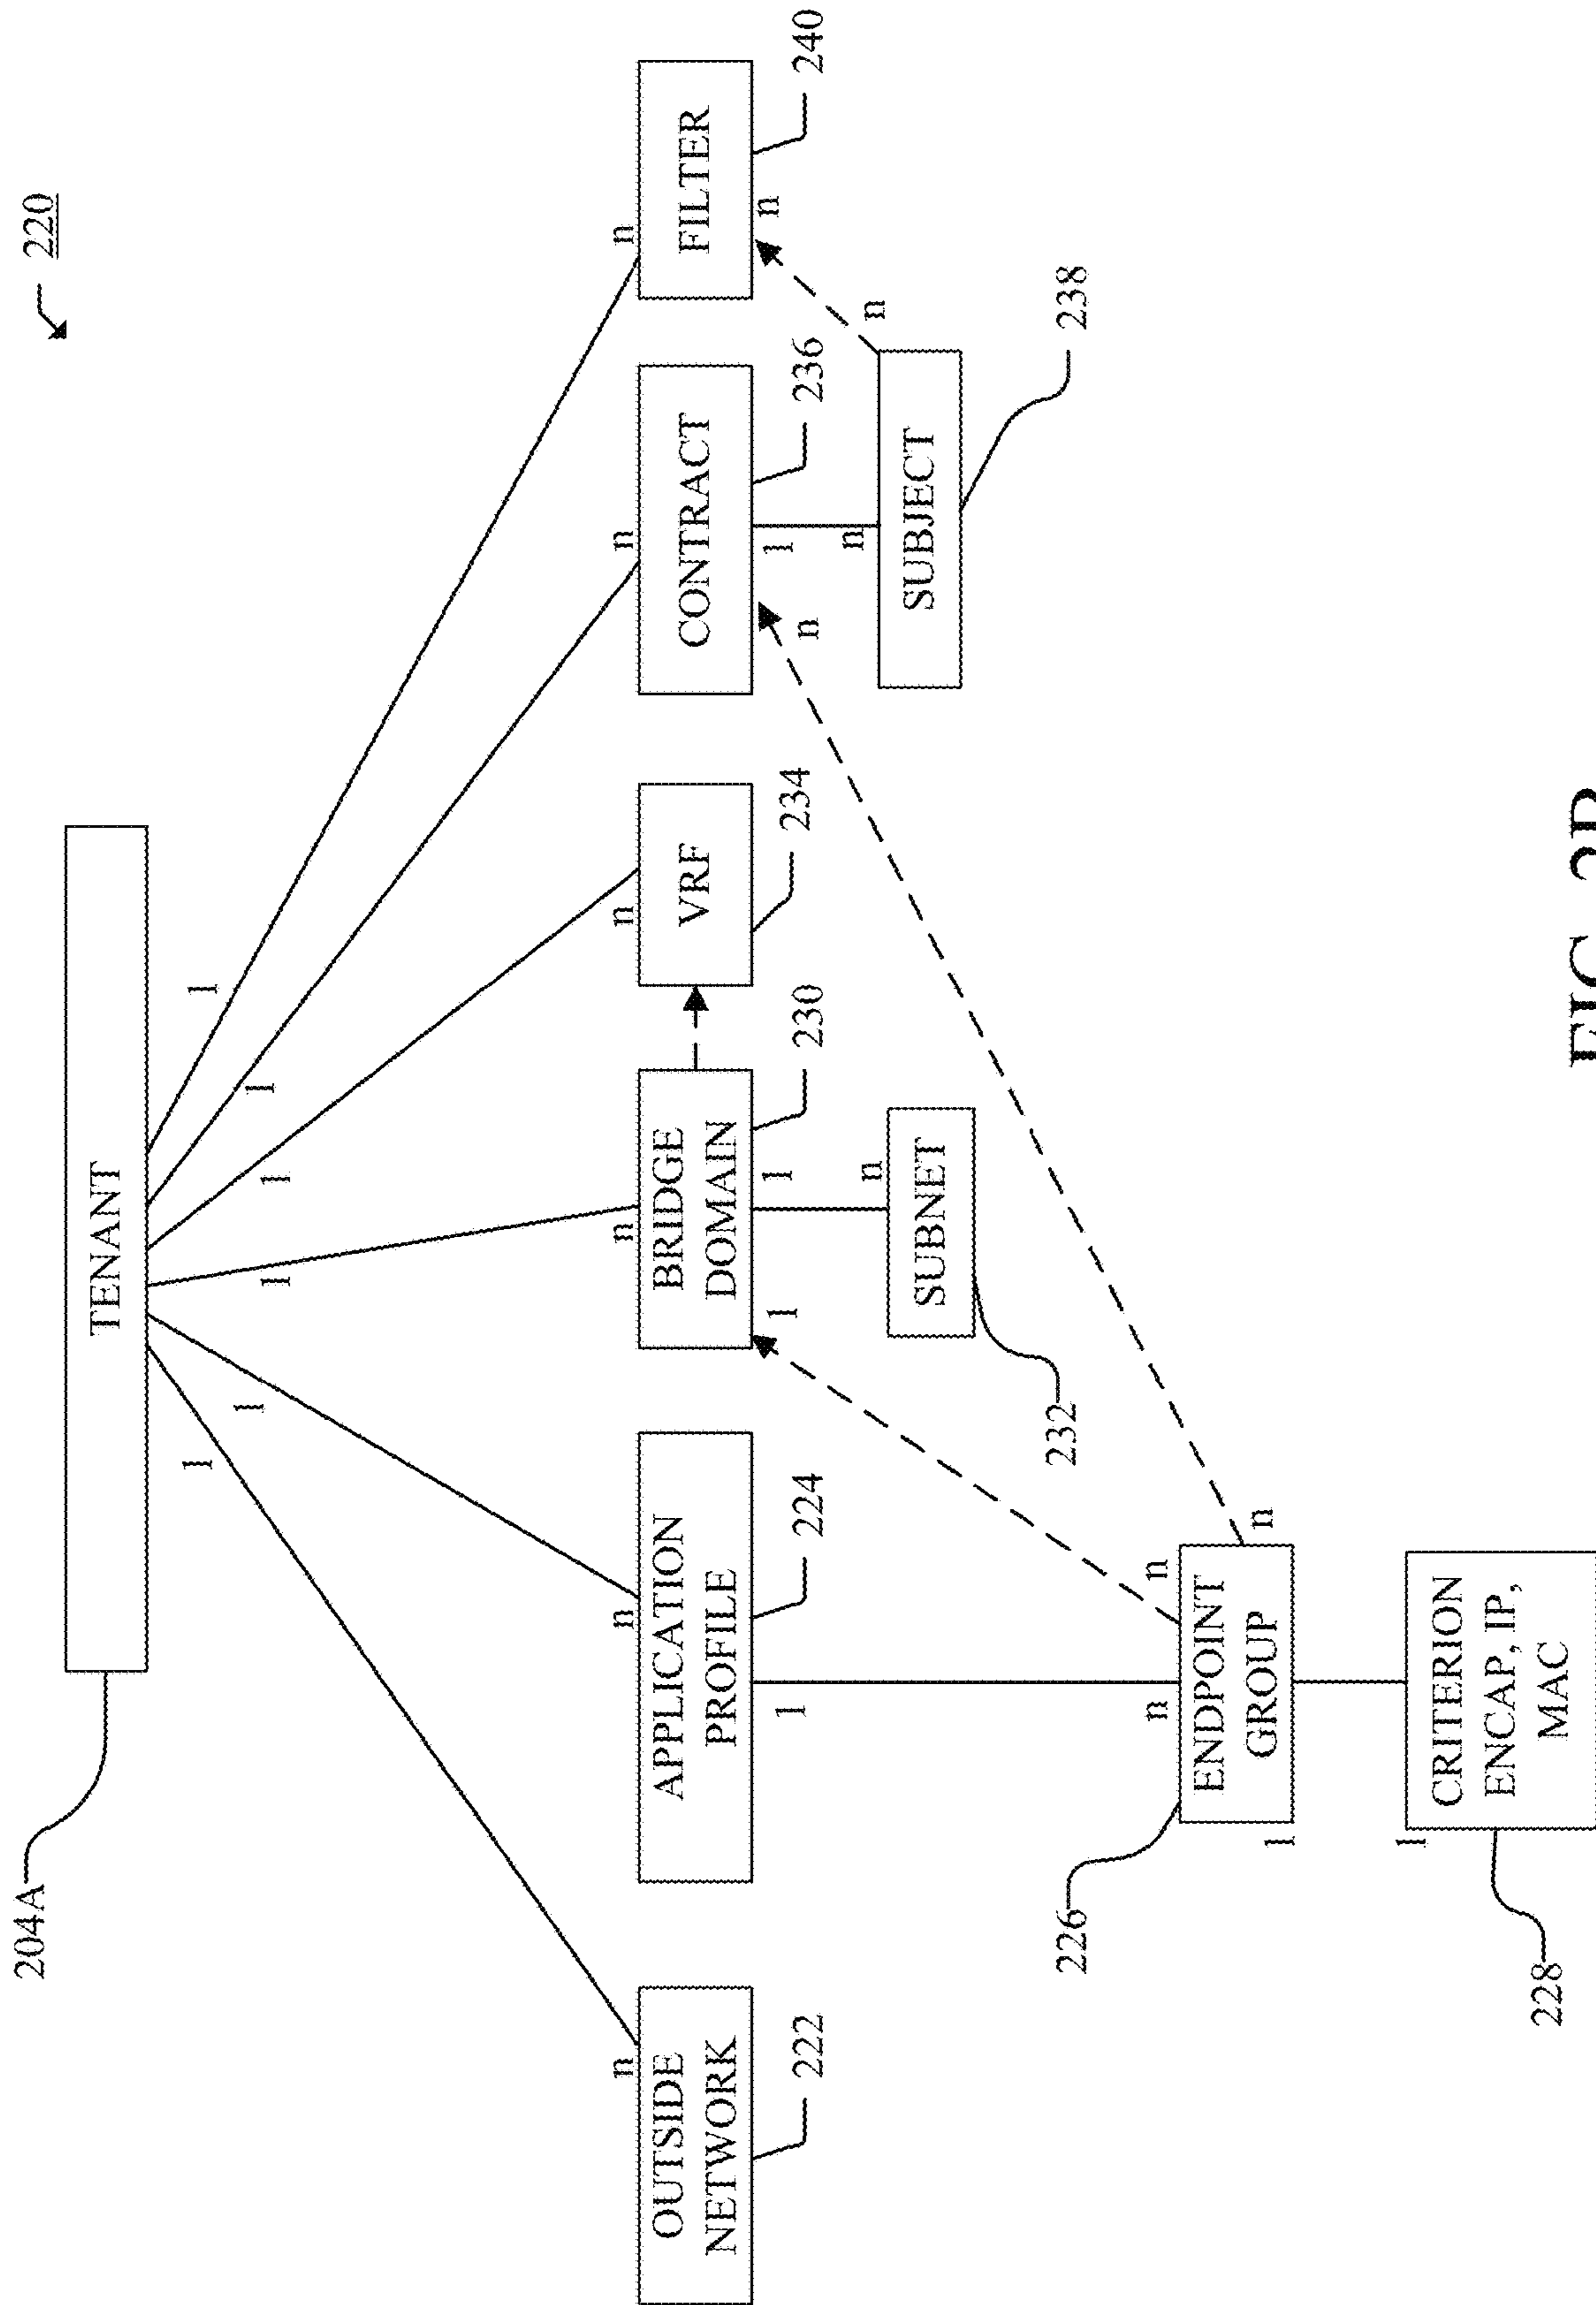 220
204A
TENANT
1
1
1
1
1
1
n
n
n
n
n
n
OUTSIDE
NETWORK
222
APPLICATION
PROFILE
224
BRIDGE
DOMAIN
230
VRF
234
CONTRACT
236
FILTER
240
1
1
1
1
n
n
n
n
n
SUBNET
232
SUBJECT
238
n
n
n
ENDPOINT
GROUP
226
1
1
CRITERION
ENCAP, IP,
MAC
228